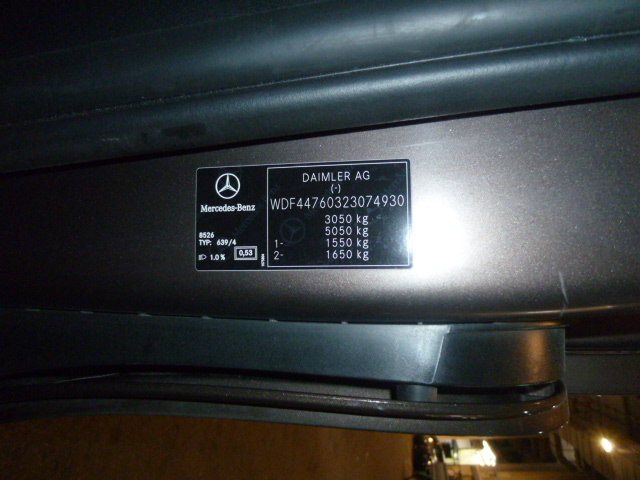 Mercedes-Benz
8526
TYP: 639/4
1.0 %
0,53
DAIMLER AG
(-)
WDF44760323074930
3050 kg
5050 kg
1- 1550 kg
2- 1650 kg